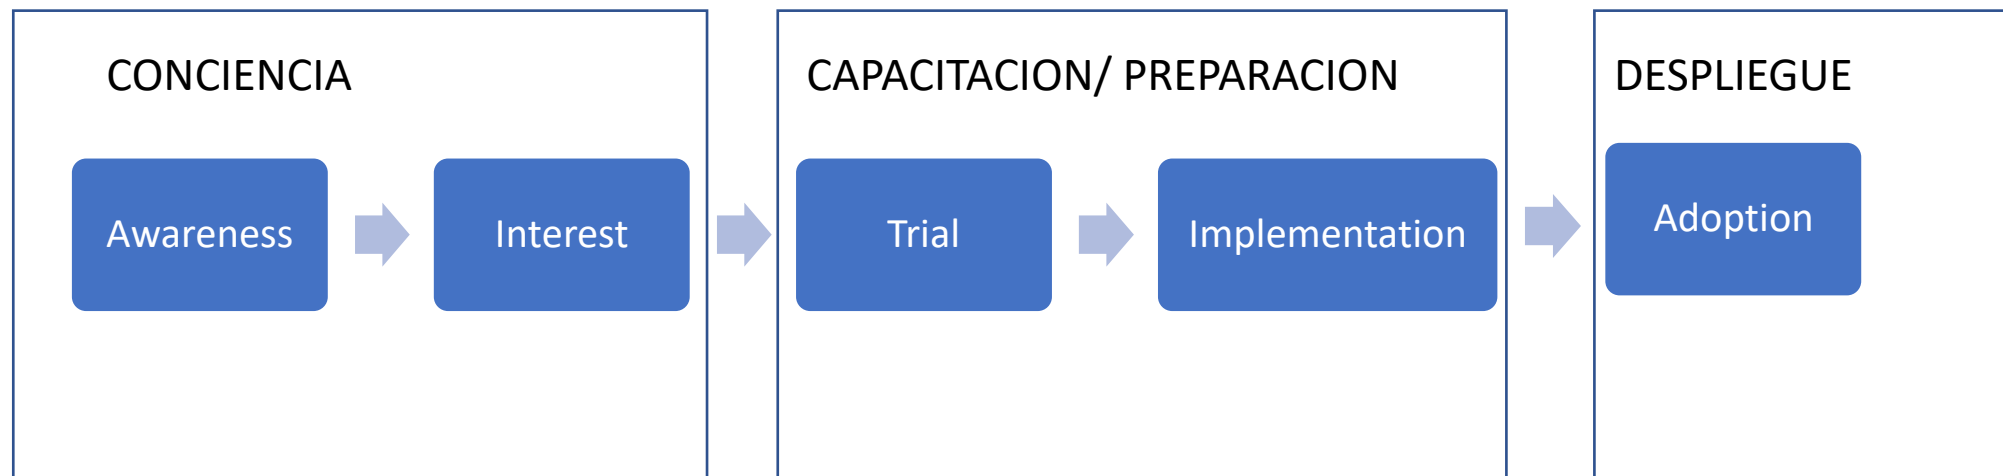 CONCIENCIA
Awareness
Interest
CAPACITACION/ PREPARACION
Trial
Implementation
DESPLIEGUE
Adoption